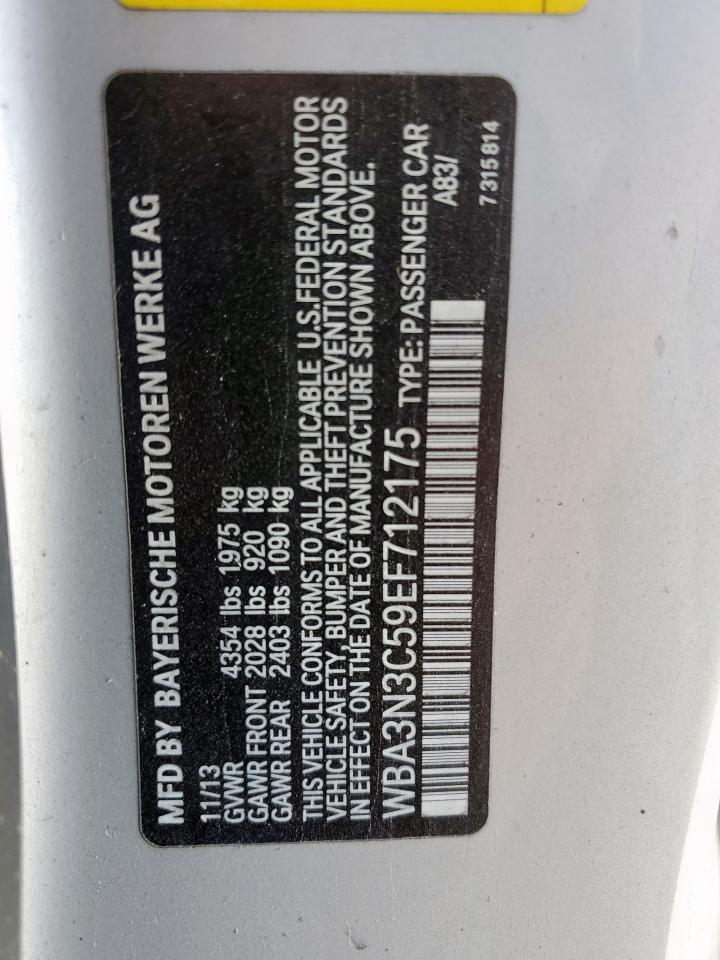 MFD BY BAYERISCHE MOTOREN WERKE AG
11/13
GVWR 4354 lbs 1975 kg
GAWR FRONT 2028 lbs 920 kg
GAWR REAR 2403 lbs 1090 kg
THIS VEHICLE CONFORMS TO ALL APPLICABLE U.S.FEDERAL MOTOR
VEHICLE SAFETY, BUMPER AND THEFT PREVENTION STANDARDS
IN EFFECT ON THE DATE OF MANUFACTURE SHOWN ABOVE.
WBA3N3C59EF712175 TYPE: PASSENGER CAR
A83/
7 315 814